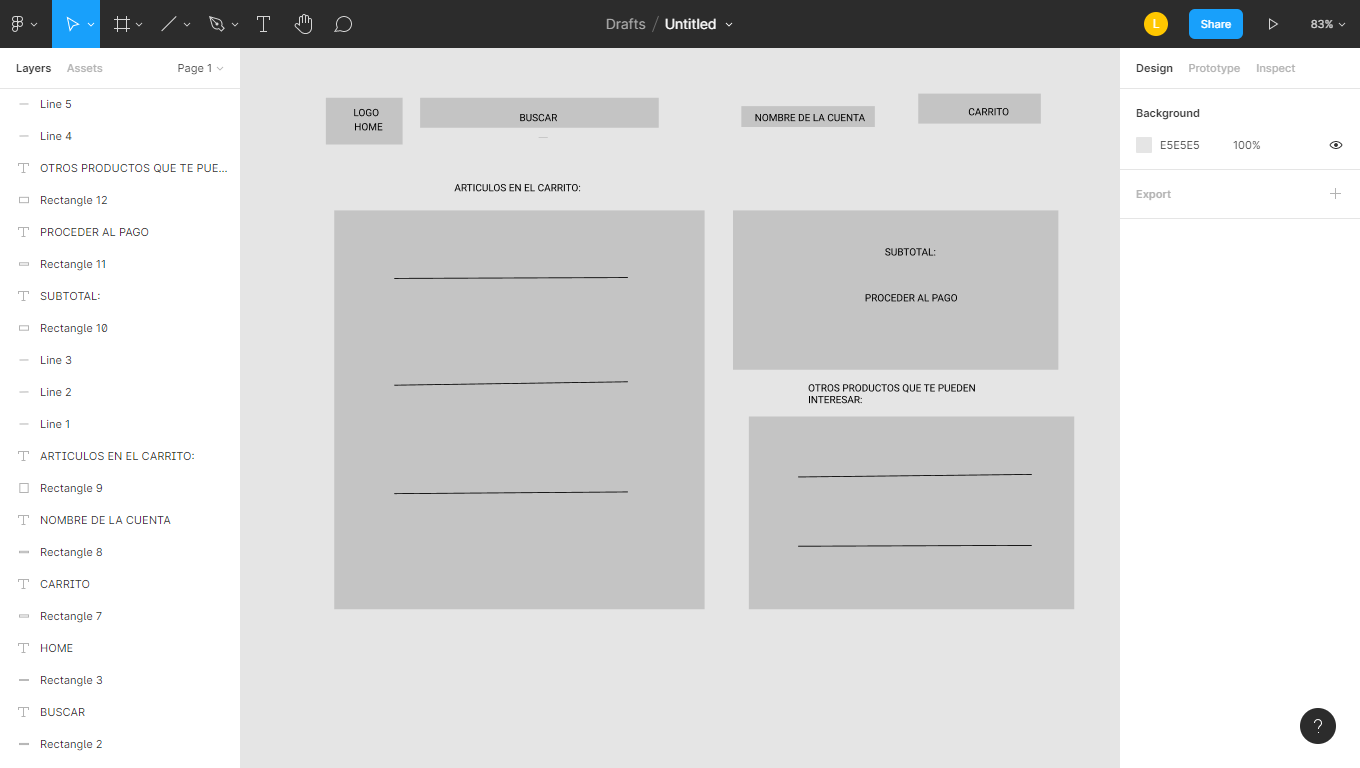 Drafts / Untitled
L
Share
83%
Layers
Assets
Page 1
Line 5
Line 4
OTROS PRODUCTOS QUE TE PUE...
Rectangle 12
PROCEDER AL PAGO
Rectangle 11
SUBTOTAL:
Rectangle 10
Line 3
Line 2
Line 1
ARTICULOS EN EL CARRITO:
Rectangle 9
NOMBRE DE LA CUENTA
Rectangle 8
CARRITO
Rectangle 7
HOME
Rectangle 3
BUSCAR
Rectangle 2
LOGO
HOME
BUSCAR
NOMBRE DE LA CUENTA
CARRITO
ARTICULOS EN EL CARRITO:
SUBTOTAL:
PROCEDER AL PAGO
OTROS PRODUCTOS QUE TE PUEDEN
INTERESAR:
Design
Prototype
Inspect
Background
E5E5E5
100%
Export
?